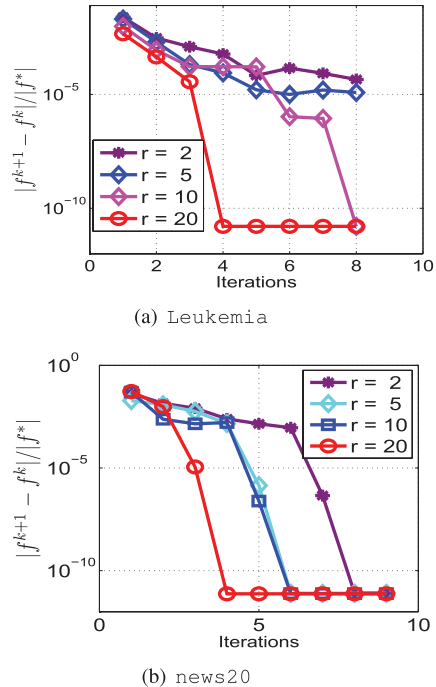 |f^{k+1} − f^k|/|f*|
10^{-5}
10^{-10}
r = 2
r = 5
r = 10
r = 20
0 2 4 6 8 10
Iterations
(a) Leukemia
|f^{k+1} − f^k|/|f*|
10^0
10^{-5}
10^{-10}
r = 2
r = 5
r = 10
r = 20
0 5 10
Iterations
(b) news20